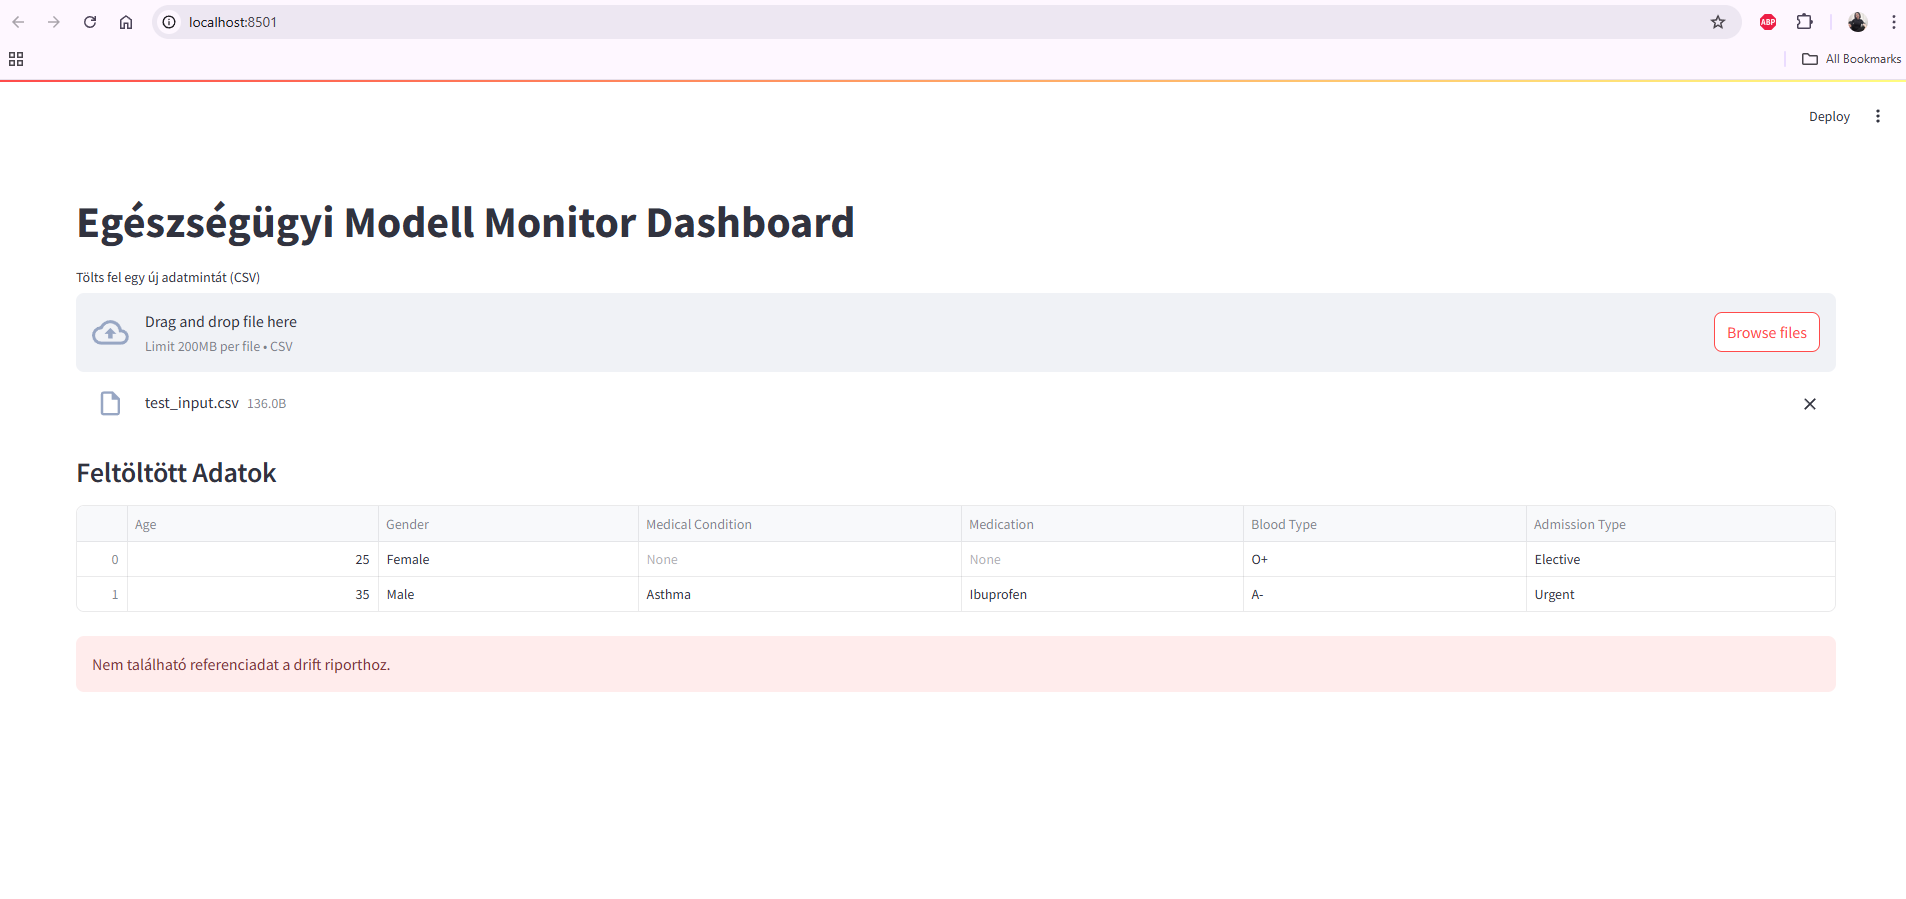 localhost:8501
ABP
All Bookmarks
Deploy
Egészségügyi Modell Monitor Dashboard
Tölts fel egy új adatmintát (CSV)
Drag and drop file here
Limit 200MB per file • CSV
Browse files
test_input.csv 136.0B
Feltöltött Adatok
Age Gender Medical Condition Medication Blood Type Admission Type
0 25 Female None None O+ Elective
1 35 Male Asthma Ibuprofen A- Urgent
Nem található referenciadat a drift riporthoz.